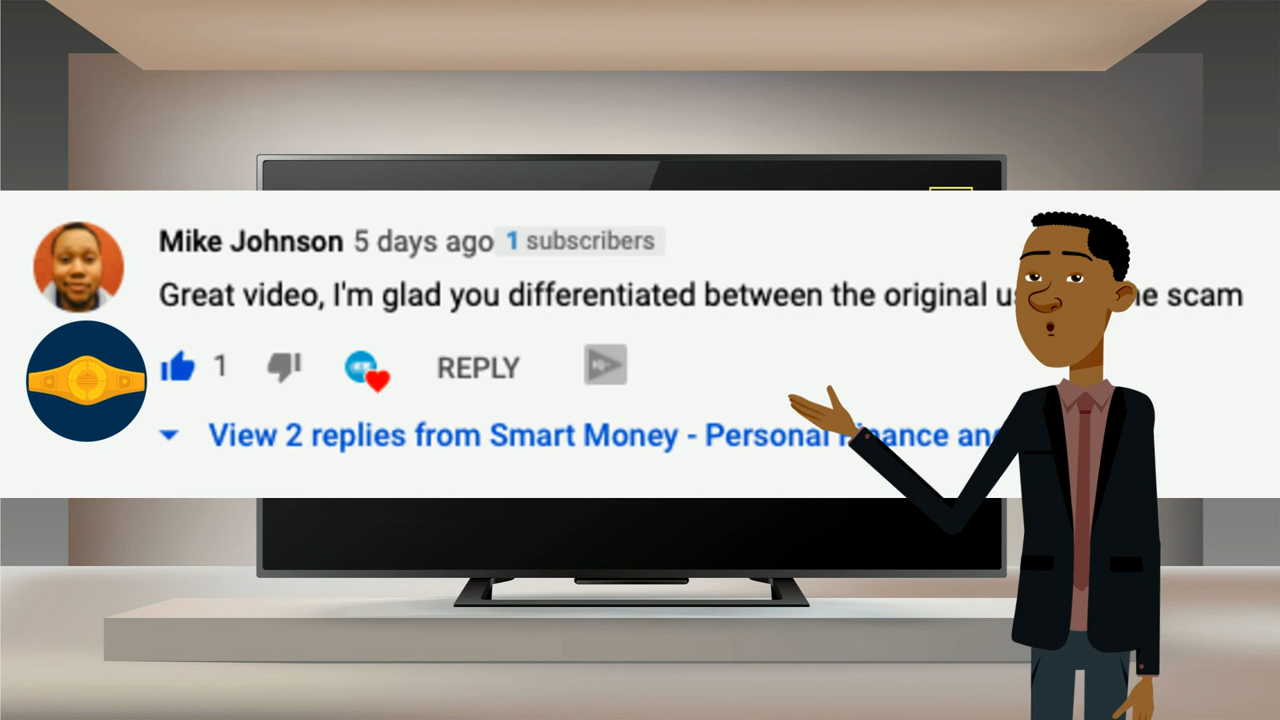 Mike Johnson 5 days ago 1 subscribers
Great video, I'm glad you differentiated between the original scam
1 REPLY
View 2 replies from Smart Money - Personal